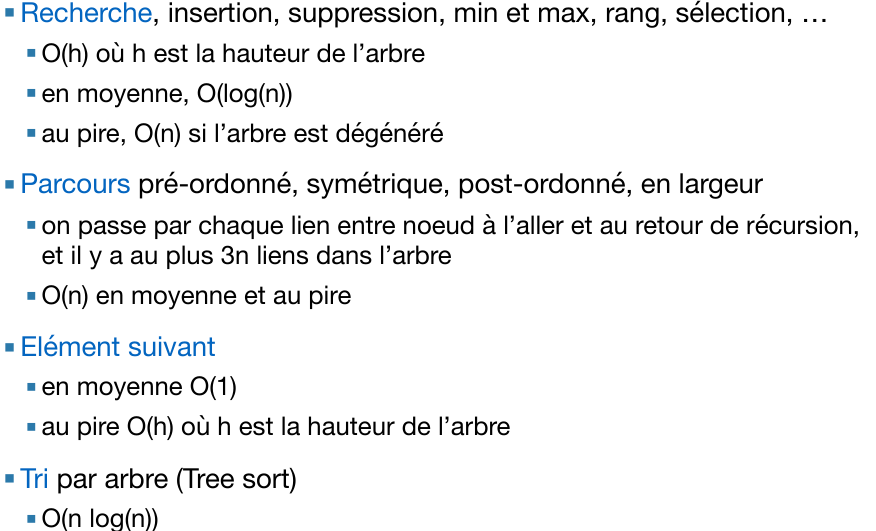 Recherche, insertion, suppression, min et max, rang, sélection, …
O(h) où h est la hauteur de l’arbre
en moyenne, O(log(n))
au pire, O(n) si l’arbre est dégénéré
Parcours pré-ordonné, symétrique, post-ordonné, en largeur
on passe par chaque lien entre noeud à l’aller et au retour de récursion,
et il y a au plus 3n liens dans l’arbre
O(n) en moyenne et au pire
Elément suivant
en moyenne O(1)
au pire O(h) où h est la hauteur de l’arbre
Tri par arbre (Tree sort)
O(n log(n))